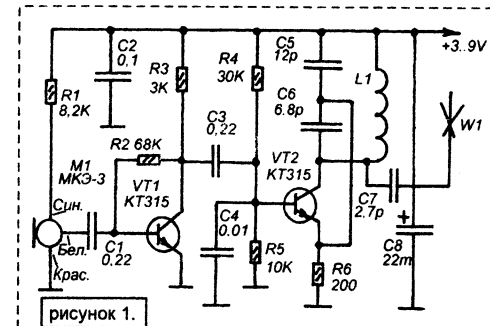 +3..9V
C2
0,1
R3
3K
R4
30K
C5
12p
L1
R1
8,2K
C6
6.8p
W1
R2 68K
C3
0,22
М1
МКЭ-3
VT1
КТ315
VT2
КТ315
Син.
Бел.
Крас.
C1
0,22
C4
0.01
R5
10K
R6
200
C7
2,7p
+
C8
22m
рисунок 1.